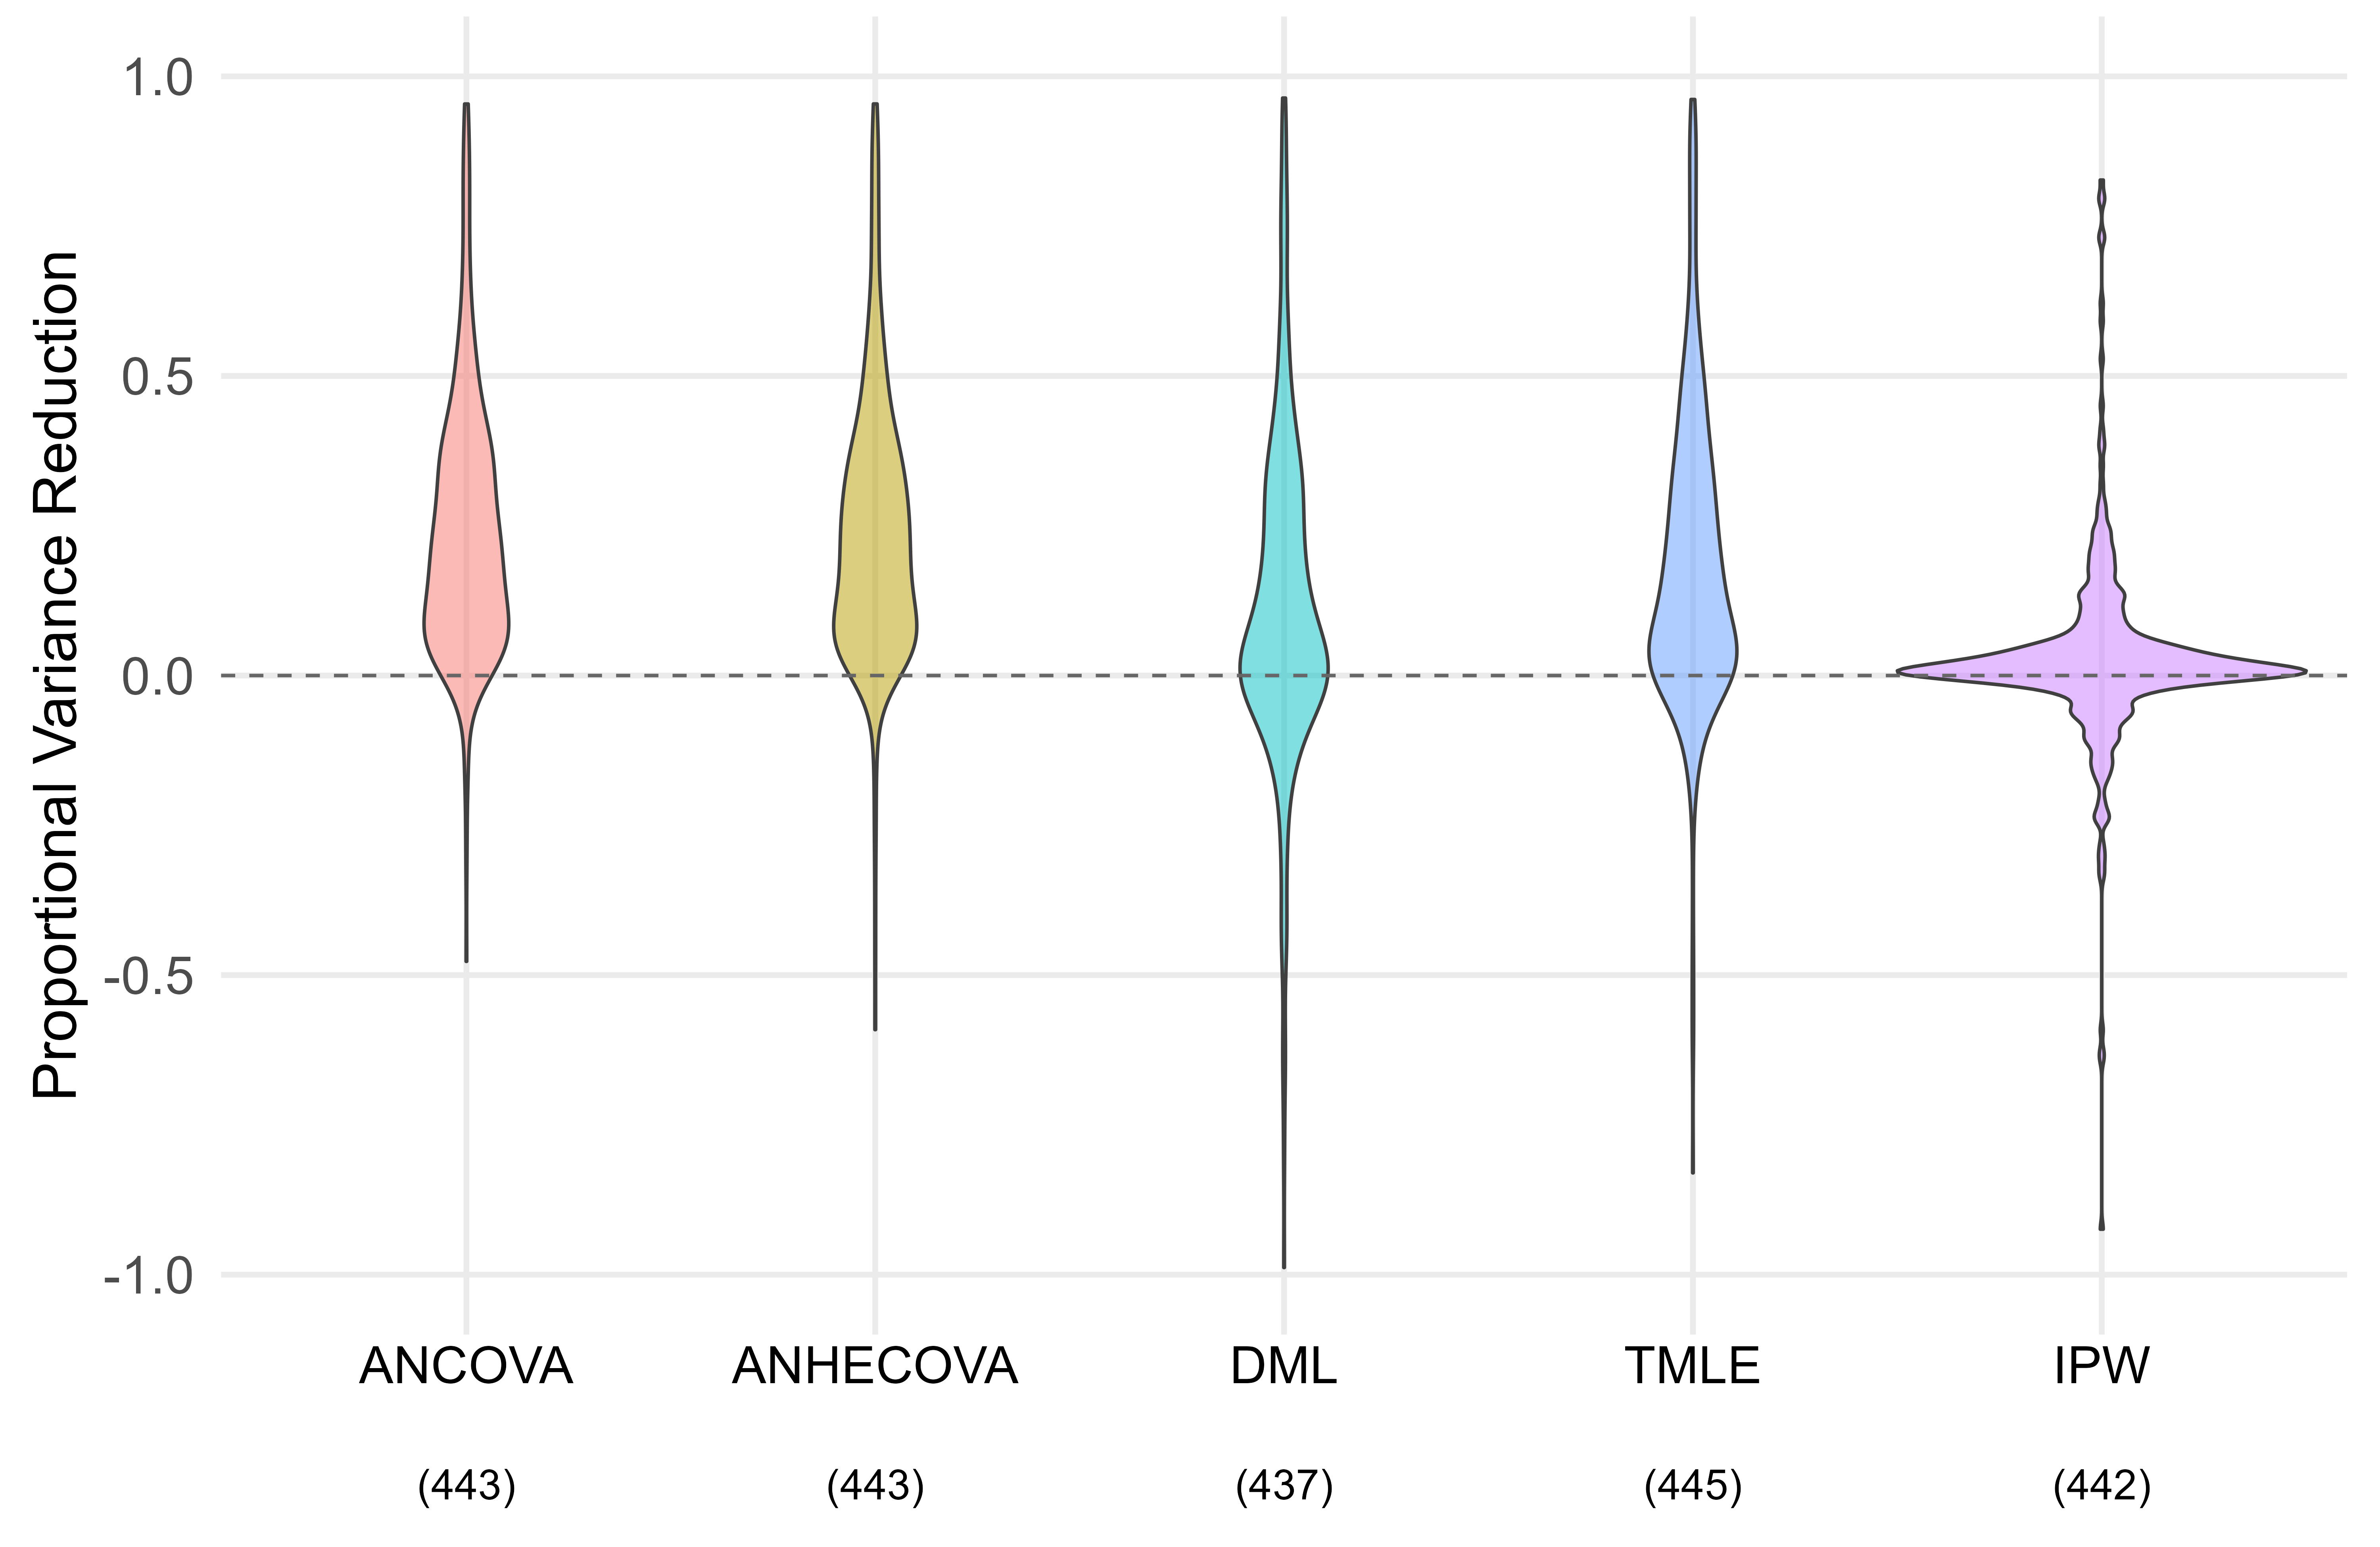 Proportional Variance Reduction
1.0
0.5
0.0
-0.5
-1.0
ANCOVA ANHECOVA DML TMLE IPW
(443) (443) (437) (445) (442)